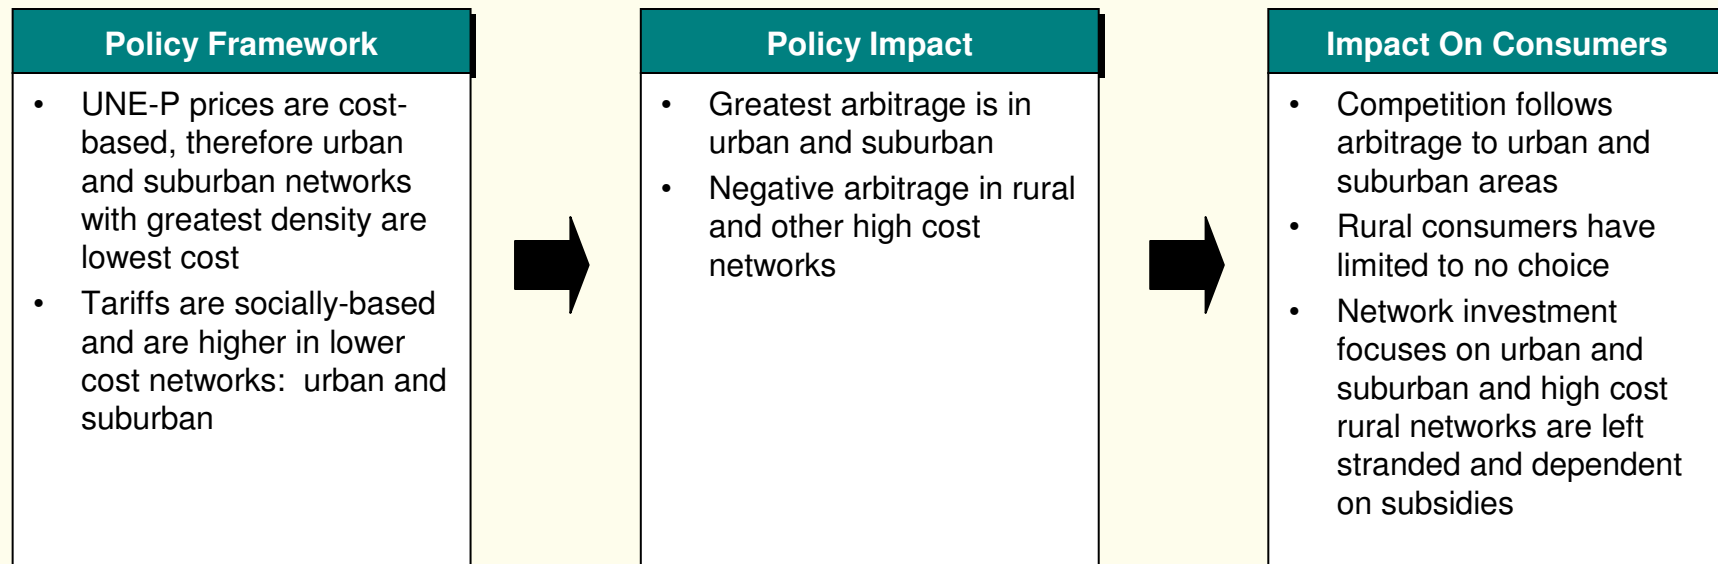 Policy Framework
• UNE-P prices are cost-
based, therefore urban
and suburban networks
with greatest density are
lowest cost
• Tariffs are socially-based
and are higher in lower
cost networks:  urban and
suburban
Policy Impact
• Greatest arbitrage is in
urban and suburban
• Negative arbitrage in rural
and other high cost
networks
Impact On Consumers
• Competition follows
arbitrage to urban and
suburban areas
• Rural consumers have
limited to no choice
• Network investment
focuses on urban and
suburban and high cost
rural networks are left
stranded and dependent
on subsidies